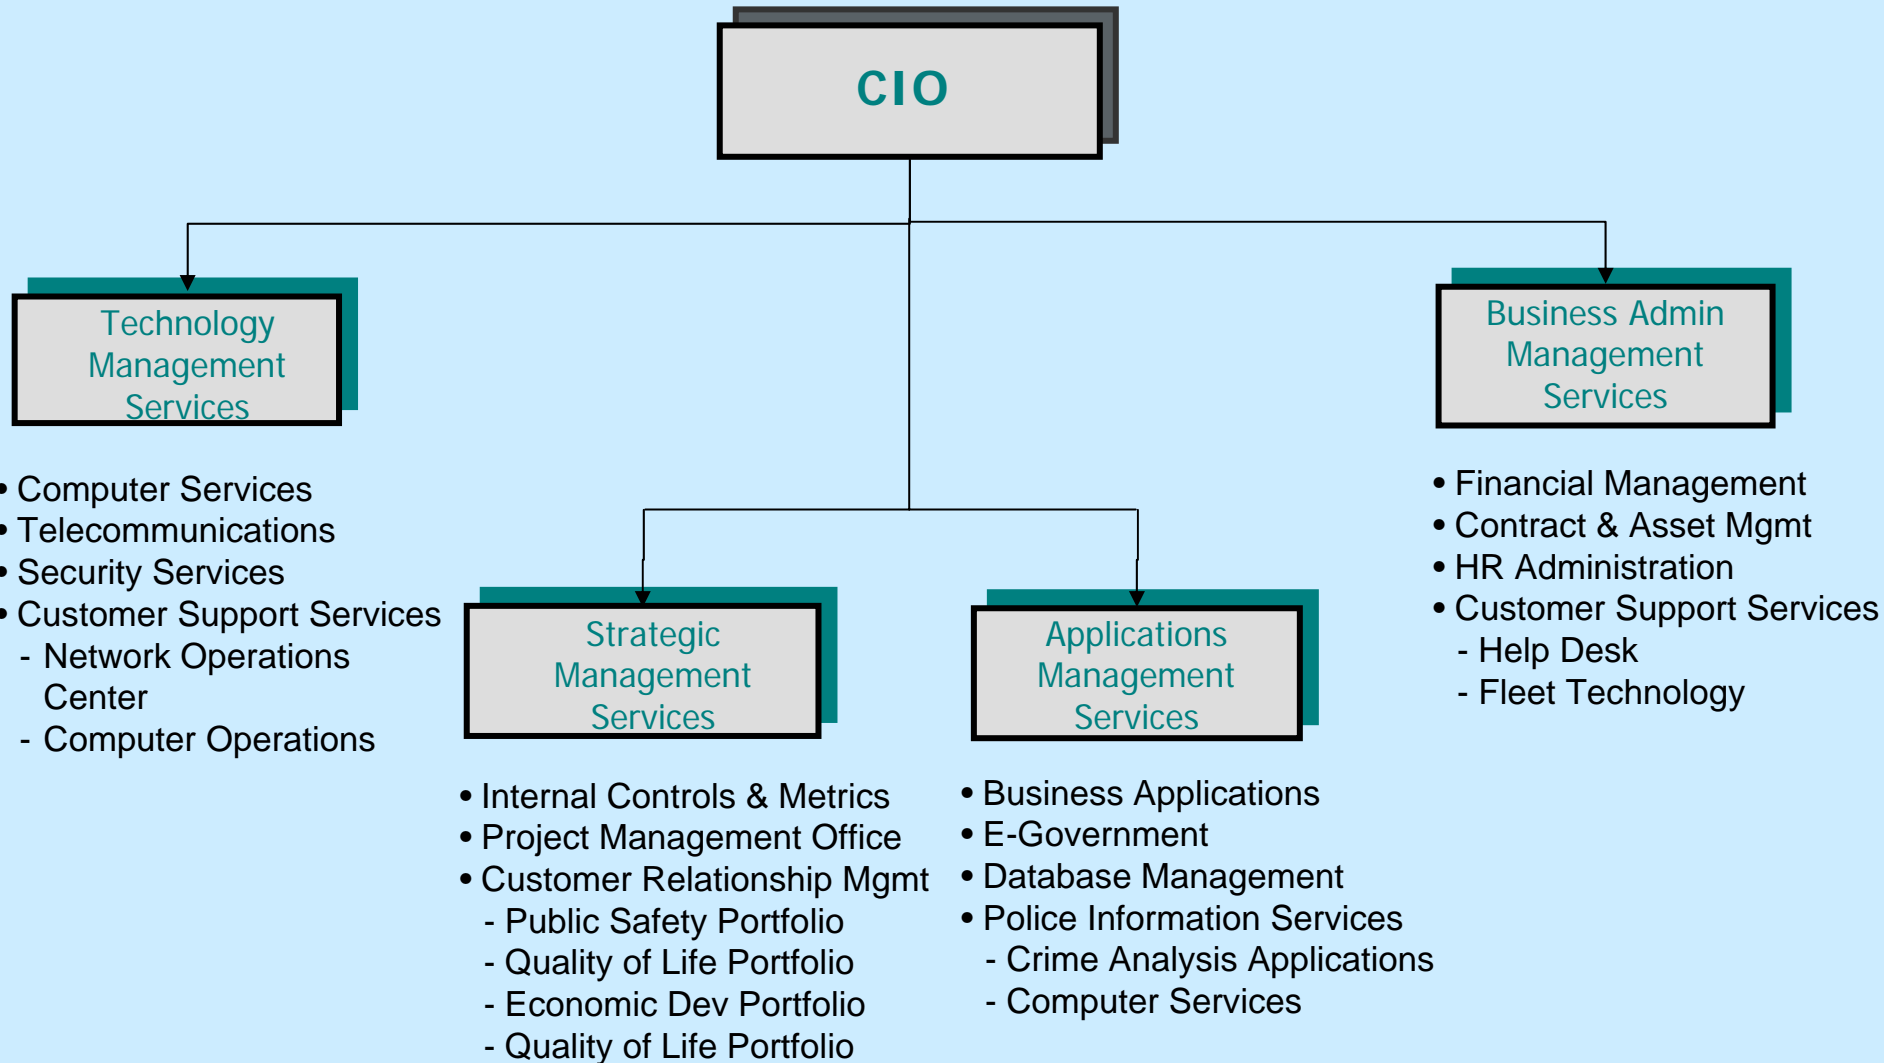 CIO
Technology
Management
Services
• Computer Services
• Telecommunications
• Security Services
• Customer Support Services
- Network Operations
Center
- Computer Operations
Strategic
Management
Services
• Internal Controls & Metrics
• Project Management Office
• Customer Relationship Mgmt
- Public Safety Portfolio
- Quality of Life Portfolio
- Economic Dev Portfolio
- Quality of Life Portfolio
Applications
Management
Services
• Business Applications
• E-Government
• Database Management
• Police Information Services
- Crime Analysis Applications
- Computer Services
Business Admin
Management
Services
• Financial Management
• Contract & Asset Mgmt
• HR Administration
• Customer Support Services
- Help Desk
- Fleet Technology